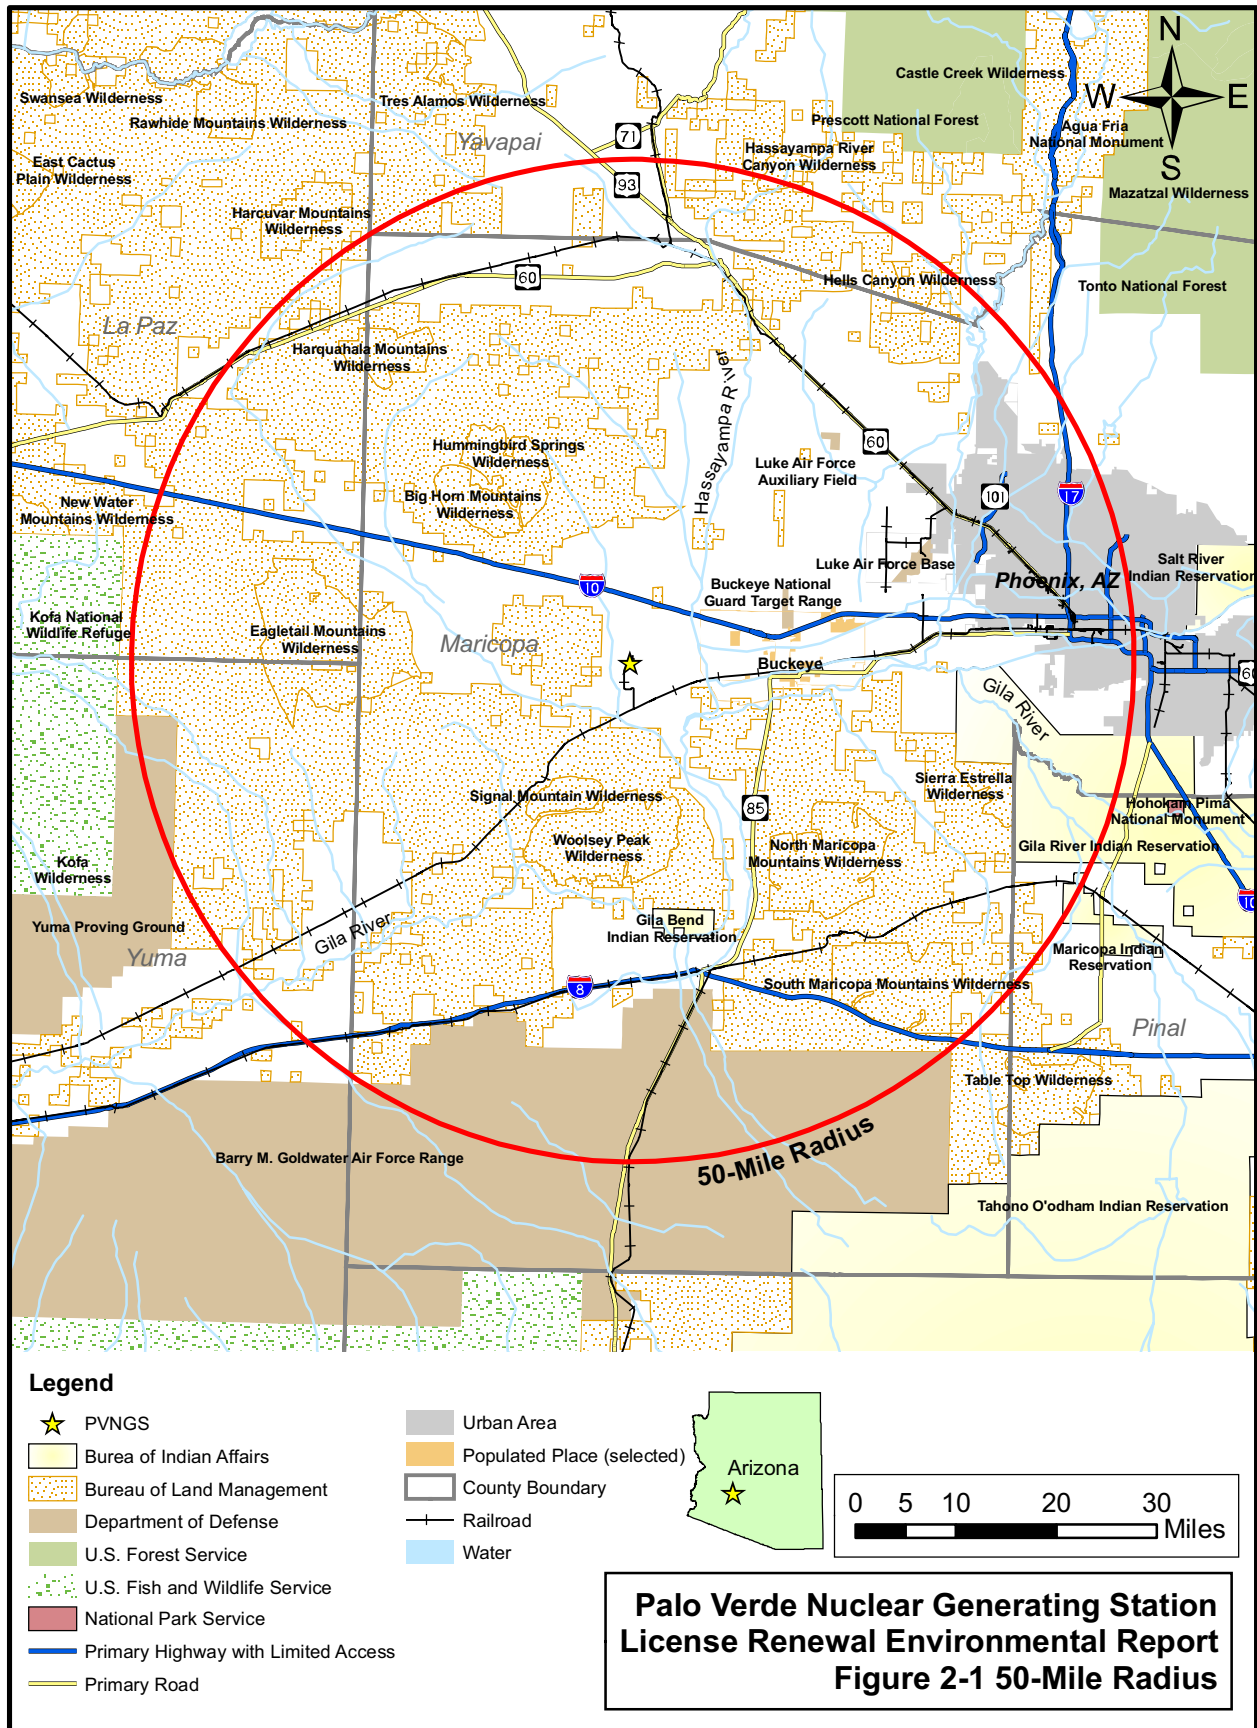 N
W E
S
Castle Creek Wilderness
Swansea Wilderness
Tres Alamos Wilderness
Rawhide Mountains Wilderness
Prescott National Forest
Yavapai
71
Agua Fria
National Monument
Hassayampa River
Canyon Wilderness
East Cactus
Plain Wilderness
93
Mazatzal Wilderness
Harcuvar Mountains
Wilderness
60
Hells Canyon Wilderness
Tonto National Forest
La Paz
Harquahala Mountains
Wilderness
Hassayampa River
60
Hummingbird Springs
Wilderness
Luke Air Force
Auxiliary Field
Big Horn Mountains
Wilderness
101
17
New Water
Mountains Wilderness
Luke Air Force Base
Salt River
Indian Reservation
Phoenix, AZ
10
Buckeye National
Guard Target Range
Kofa National
Wildlife Refuge
Eagletail Mountains
Wilderness
Maricopa
Buckeye
60
Gila River
Sierra Estrella
Wilderness
Signal Mountain Wilderness
85
Hohokam Pima
National Monument
Woolsey Peak
Wilderness
North Maricopa
Mountains Wilderness
Gila River Indian Reservation
Kofa
Wilderness
10
Yuma Proving Ground
Gila River
Gila Bend
Indian Reservation
Yuma
Maricopa Indian
Reservation
8
South Maricopa Mountains Wilderness
Pinal
Table Top Wilderness
Barry M. Goldwater Air Force Range
50-Mile Radius
Tahono O'odham Indian Reservation
Legend
PVNGS
Burea of Indian Affairs
Bureau of Land Management
Department of Defense
U.S. Forest Service
U.S. Fish and Wildlife Service
National Park Service
Primary Highway with Limited Access
Primary Road
Urban Area
Populated Place (selected)
County Boundary
Railroad
Water
Arizona
0 5 10 20 30
Miles
Palo Verde Nuclear Generating Station
License Renewal Environmental Report
Figure 2-1 50-Mile Radius